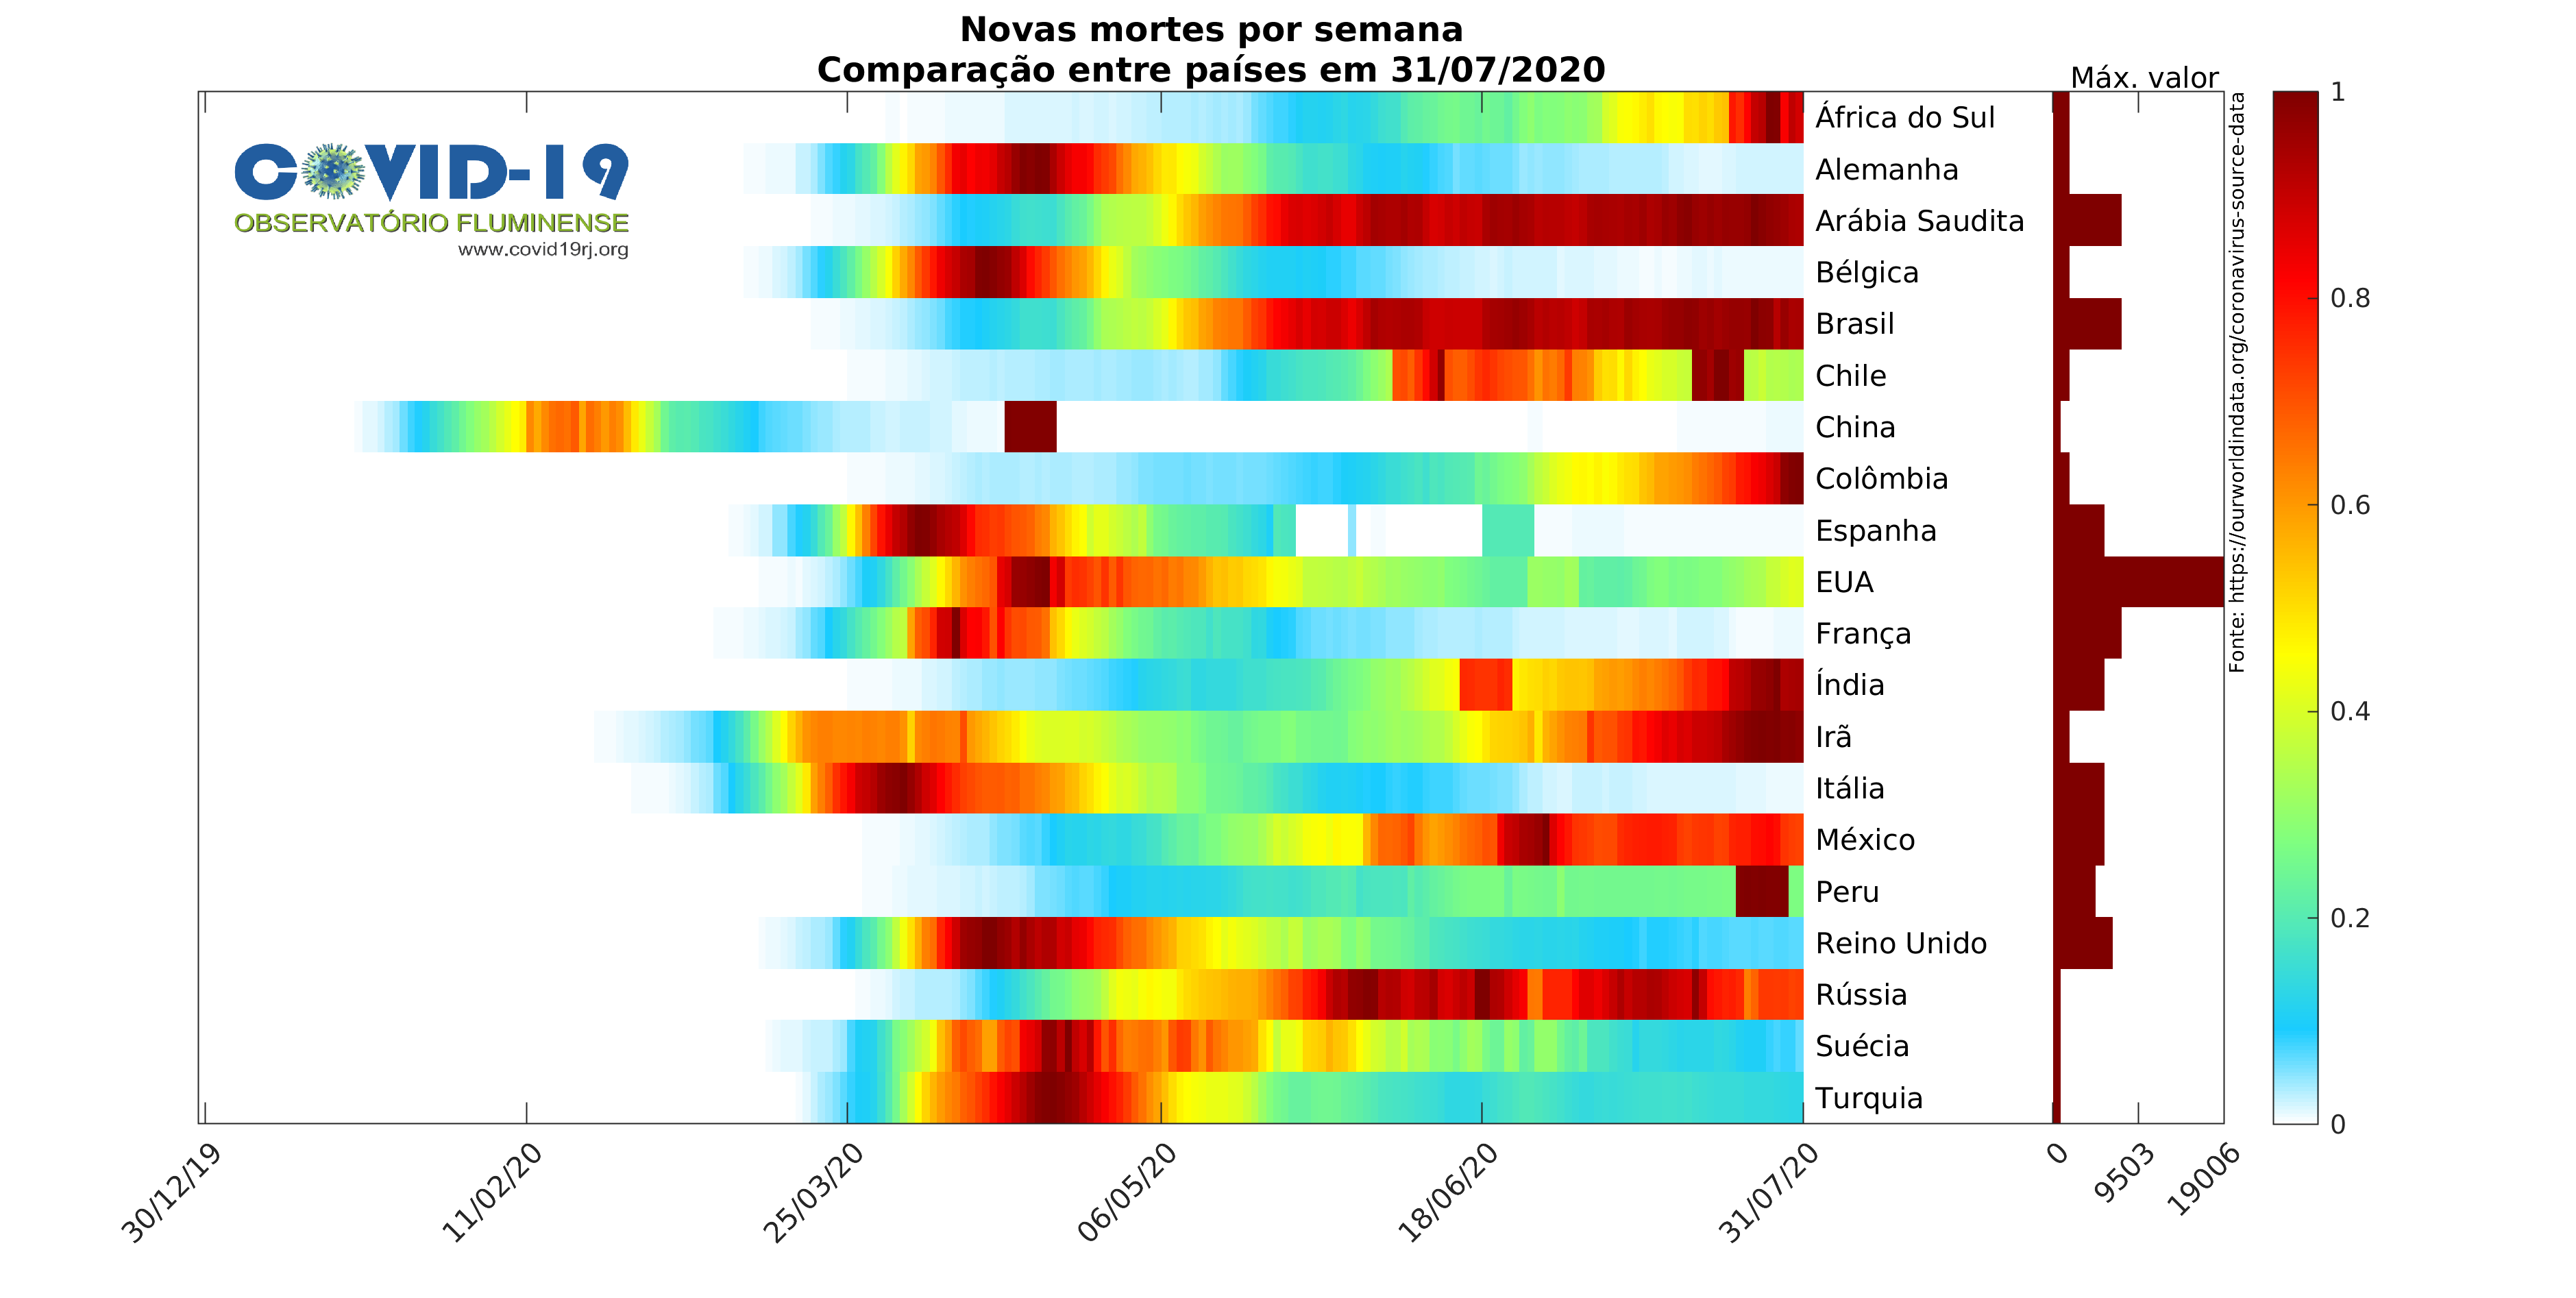 Novas mortes por semana
Comparação entre países em 31/07/2020
Máx. valor
COVID-19
OBSERVATÓRIO FLUMINENSE
www.covid19rj.org
África do Sul
Alemanha
Arábia Saudita
Bélgica
Brasil
Chile
China
Colômbia
Espanha
EUA
França
Índia
Irã
Itália
México
Peru
Reino Unido
Rússia
Suécia
Turquia
Fonte: https://ourworldindata.org/coronavirus-source-data
1
0.8
0.6
0.4
0.2
0
30/12/19
11/02/20
25/03/20
06/05/20
18/06/20
31/07/20
0
9503
19006